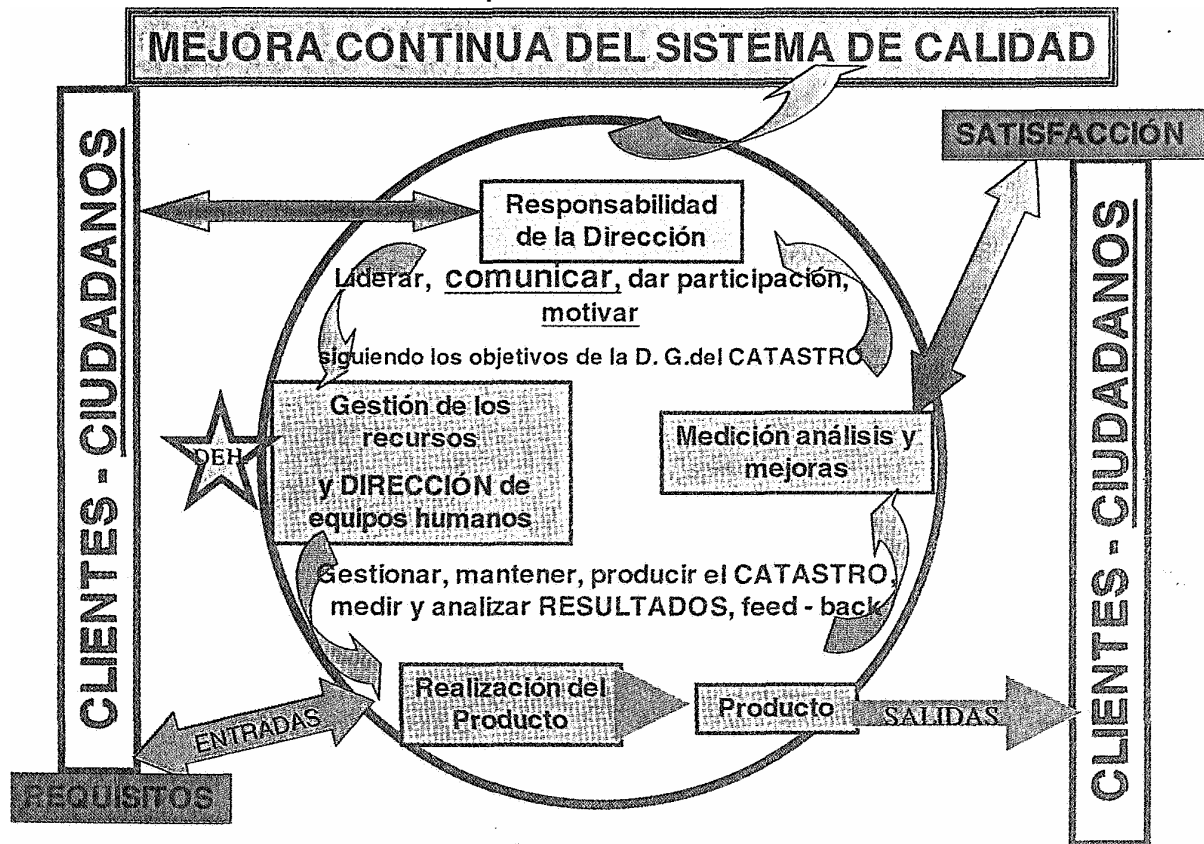 MEJORA CONTINUA DEL SISTEMA DE CALIDAD
CLIENTES - CIUDADANOS
SATISFACCIÓN
Responsabilidad
de la Dirección
Liderar, comunicar, dar participación,
motivar
siguiendo los objetivos de la D. G.del CATASTRO
Gestión de los
recursos
y DIRECCIÓN de
equipos humanos
DEH
Medición análisis y
mejoras
Gestionar, mantener, producir el CATASTRO,
medir y analizar RESULTADOS, feed - back
Realización del
Producto
Producto
SALIDAS
ENTRADAS
REQUISITOS
CLIENTES - CIUDADANOS